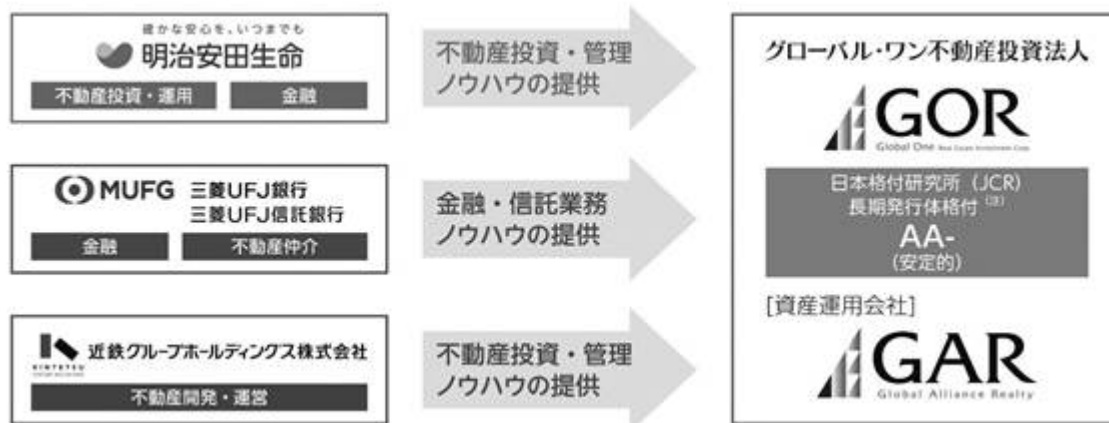 確かな安心を、いつまでも
明治安田生命
不動産投資・運用
金融
不動産投資・管理
ノウハウの提供
MUFG 三菱UFJ銀行
三菱UFJ信託銀行
金融
不動産仲介
金融・信託業務
ノウハウの提供
KINTETSU
近鉄グループホールディングス株式会社
不動産開発・運営
不動産投資・管理
ノウハウの提供
グローバル・ワン不動産投資法人
GOR
Global One Real Estate Investment Corp.
日本格付研究所（JCR）
長期発行体格付（注）
AA-
(安定的)
[資産運用会社]
GAR
Global Alliance Realty